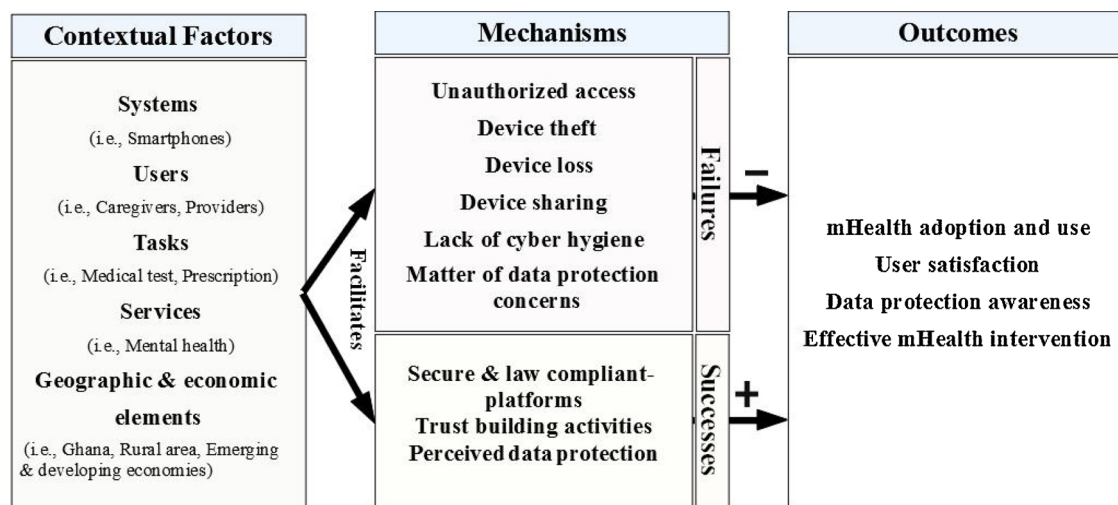 Contextual Factors
Systems
(i.e., Smartphones)
Users
(i.e., Caregivers, Providers)
Tasks
(i.e., Medical test, Prescription)
Services
(i.e., Mental health)
Geographic & economic
elements
(i.e., Ghana, Rural area, Emerging
& developing economies)
Facilitates
Mechanisms
Unauthorized access
Device theft
Device loss
Device sharing
Lack of cyber hygiene
Matter of data protection
concerns
Failures
−
Secure & law compliant-
platforms
Trust building activities
Perceived data protection
Successes
+
Outcomes
mHealth adoption and use
User satisfaction
Data protection awareness
Effective mHealth intervention